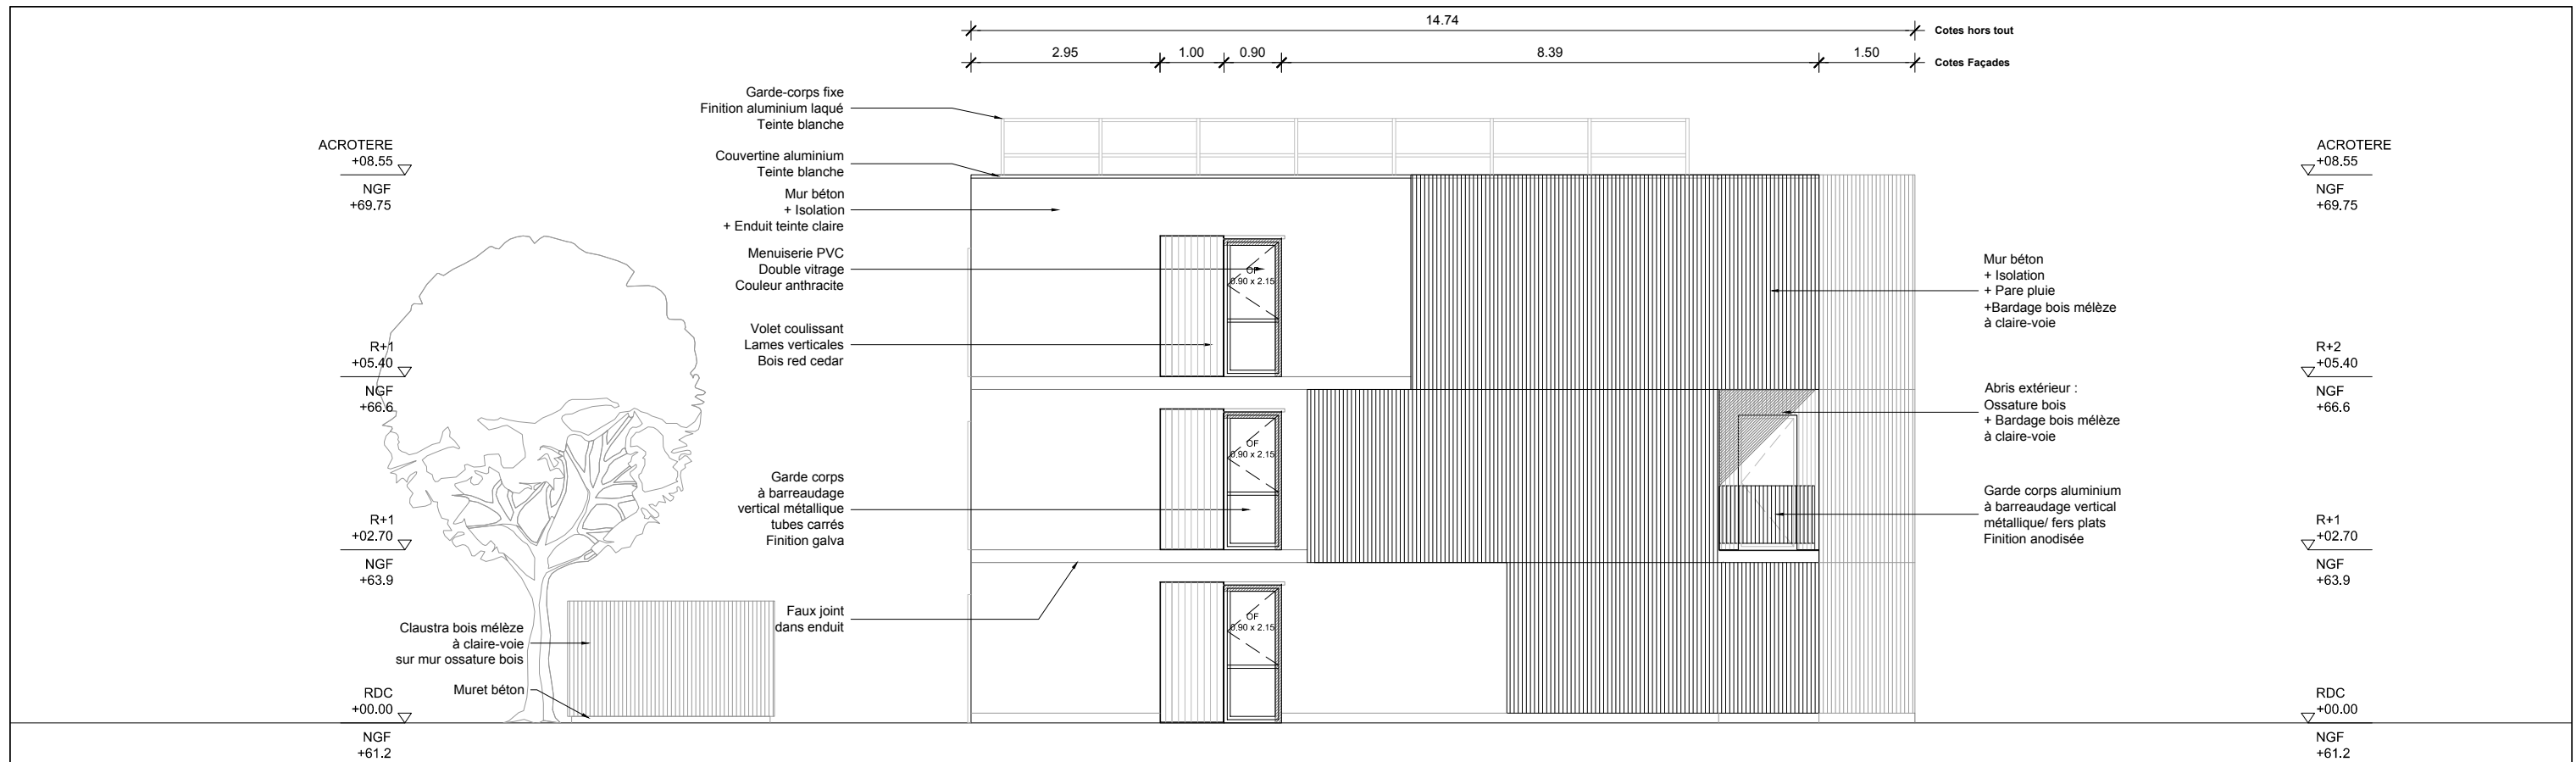 14.74
Cotes hors tout
2.95 1.00 0.90 8.39 1.50
Cotes Façades
Garde-corps fixe
Finition aluminium laqué
Teinte blanche
Couvertine aluminium
Teinte blanche
Mur béton
+ Isolation
+ Enduit teinte claire
Menuiserie PVC
Double vitrage
Couleur anthracite
Volet coulissant
Lames verticales
Bois red cedar
Garde corps
à barreaudage
vertical métallique
tubes carrés
Finition galva
Faux joint
dans enduit
Claustra bois mélèze
à claire-voie
sur mur ossature bois
Muret béton
ACROTERE
+08.55
NGF
+69.75
R+1
+05.40
NGF
+66.6
R+1
+02.70
NGF
+63.9
RDC
+00.00
NGF
+61.2
OF
0.90 x 2.15
OF
0.90 x 2.15
OF
0.90 x 2.15
Mur béton
+ Isolation
+ Pare pluie
+Bardage bois mélèze
à claire-voie
Abris extérieur :
Ossature bois
+ Bardage bois mélèze
à claire-voie
Garde corps aluminium
à barreaudage vertical
métallique/ fers plats
Finition anodisée
ACROTERE
+08.55
NGF
+69.75
R+2
+05.40
NGF
+66.6
R+1
+02.70
NGF
+63.9
RDC
+00.00
NGF
+61.2